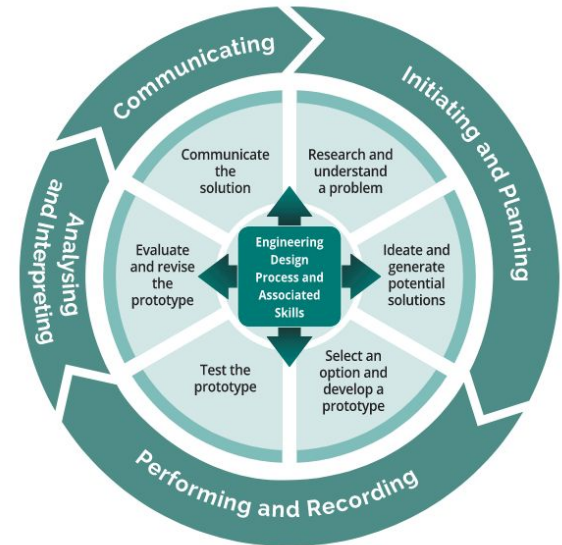 Communicating
Initiating and Planning
Performing and Recording
Analysing
and Interpreting
Research and
understand
a problem
Ideate and
generate
potential
solutions
Select an
option and
develop a
prototype
Test the
prototype
Evaluate
and revise
the
prototype
Communicate
the
solution
Engineering
Design
Process and
Associated
Skills